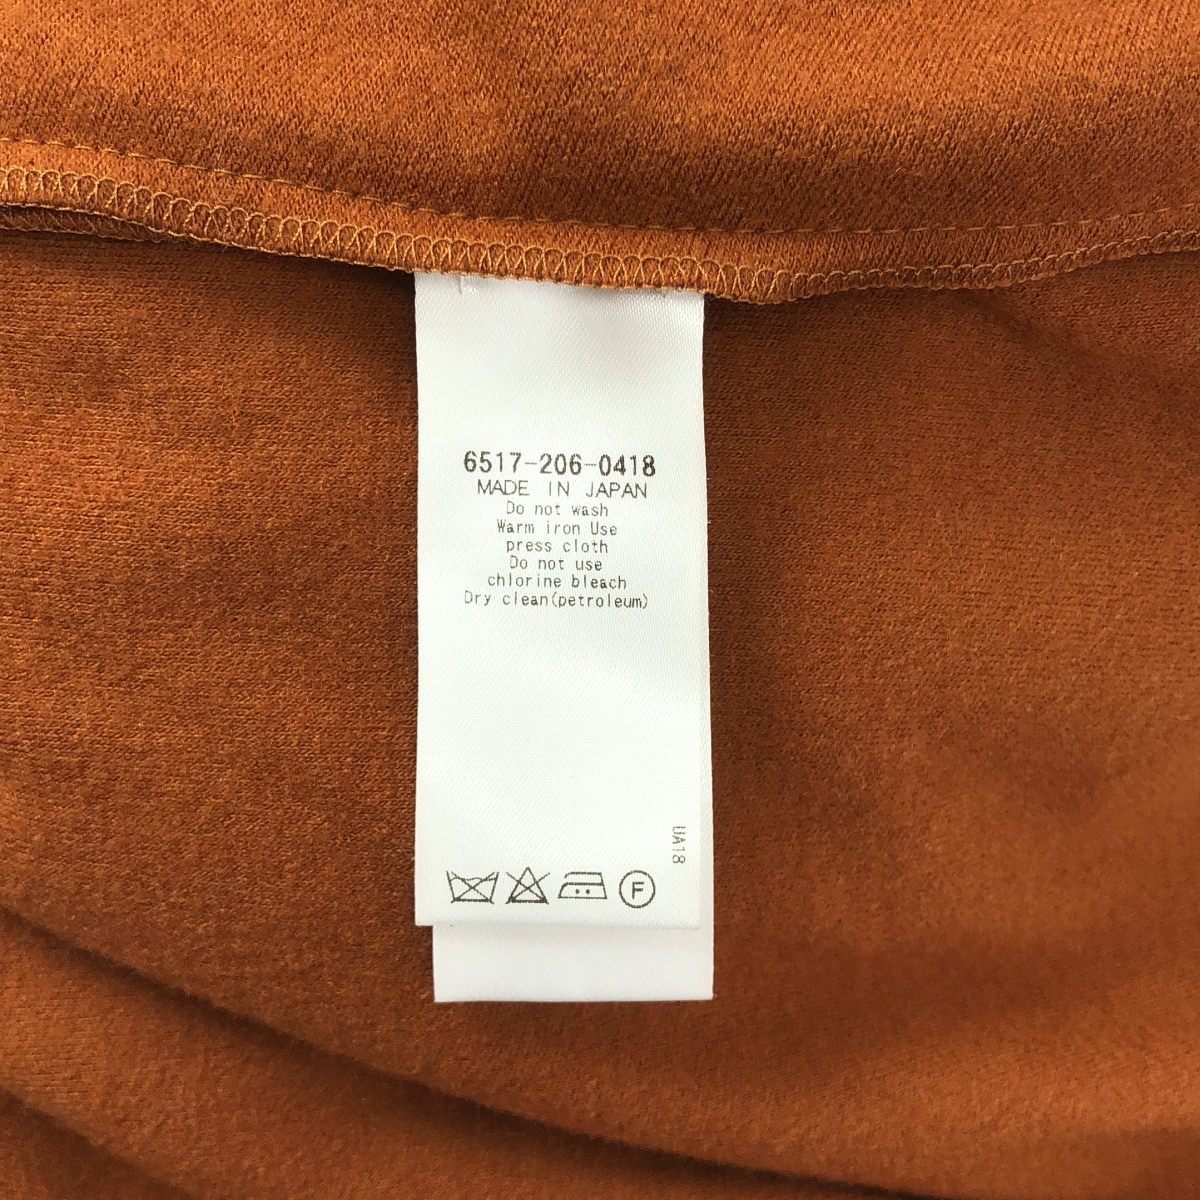 6517-206-0418
MADE IN JAPAN
Do not wash
Warm iron Use
press cloth
Do not use
chlorine bleach
Dry clean(petroleum)
UA18
F